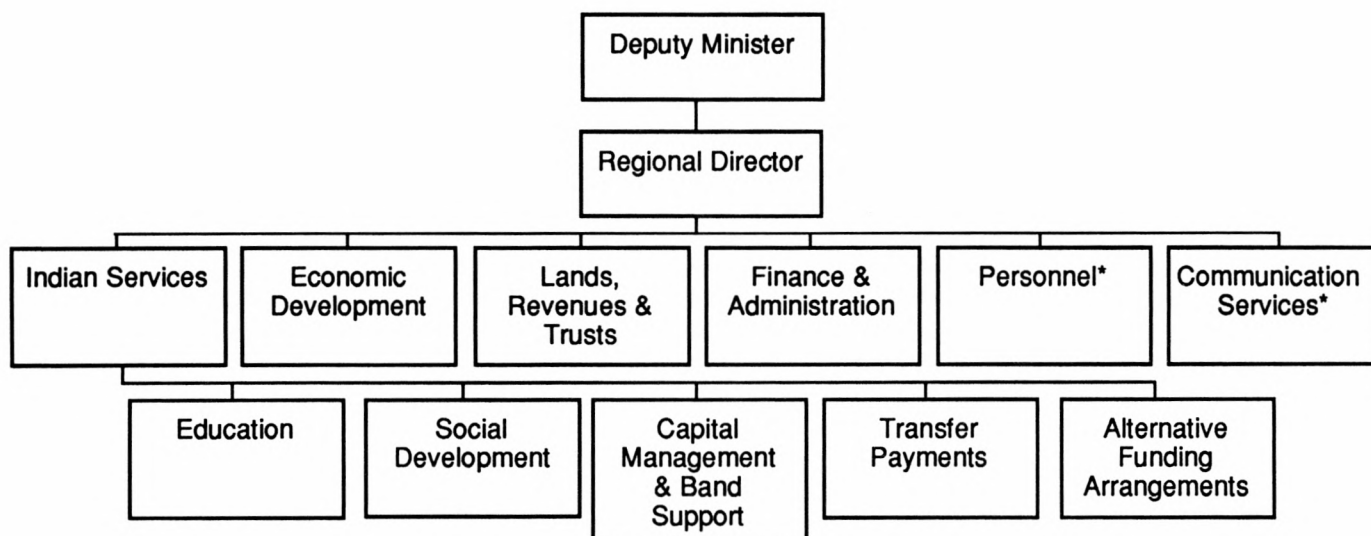 Deputy Minister
Regional Director
Indian Services
Economic
Development
Lands,
Revenues &
Trusts
Finance &
Administration
Personnel*
Communication
Services*
Education
Social
Development
Capital
Management
& Band
Support
Transfer
Payments
Alternative
Funding
Arrangements